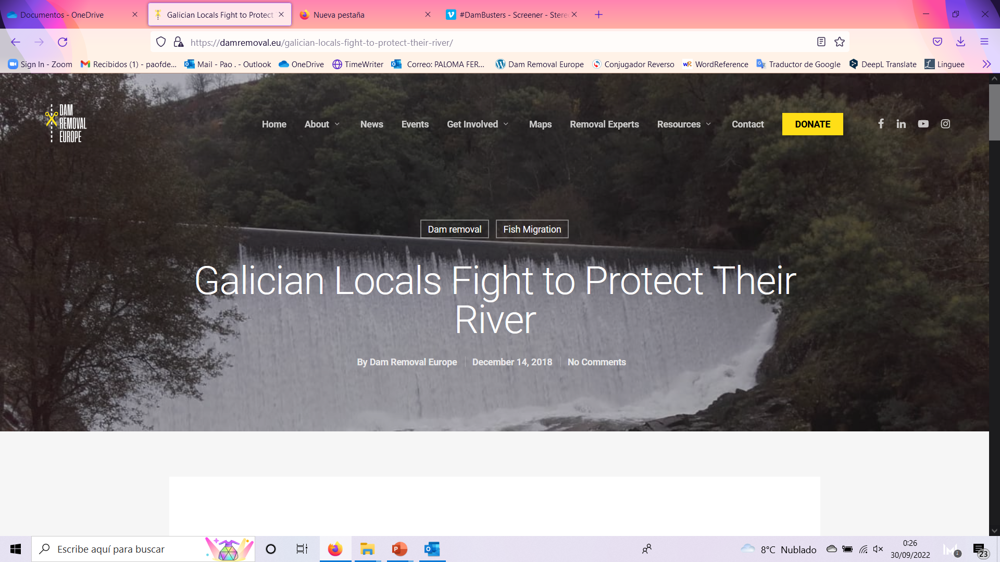 Documentos - OneDrive
Galician Locals Fight to Protect
Nueva pestaña
#DamBusters - Screener - Stere
https://damremoval.eu/galician-locals-fight-to-protect-their-river/
Sign In - Zoom
Recibidos (1) - paofde...
Mail - Pao . - Outlook
OneDrive
TimeWriter
Correo: PALOMA FER...
Dam Removal Europe
Conjugador Reverso
WordReference
Traductor de Google
DeepL Translate
Linguee
DAM
REMOVAL
EUROPE
Home
About
News
Events
Get Involved
Maps
Removal Experts
Resources
Contact
DONATE
Dam removal
Fish Migration
Galician Locals Fight to Protect Their
River
By Dam Removal Europe
December 14, 2018
No Comments
Escribe aquí para buscar
8°C Nublado
0:26
30/09/2022
3
23